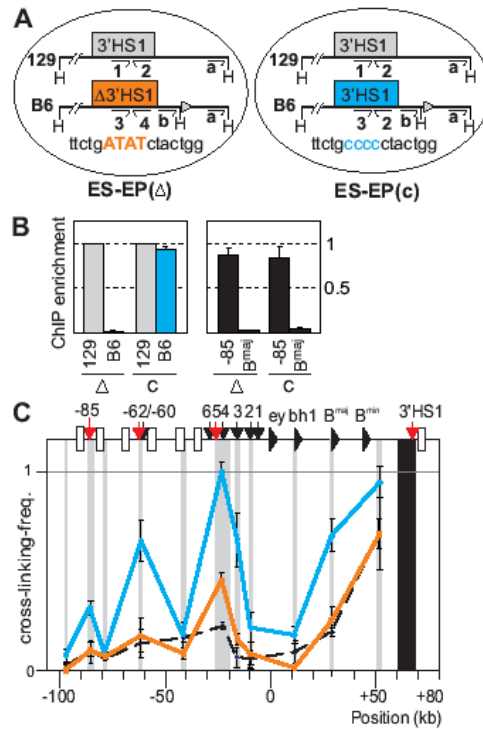 A
3'HS1
3'HS1
129
H
1
2
a
H
129
H
1
2
a
H
Δ3'HS1
3'HS1
B6
H
3
4
b
H
a
H
B6
H
3
2
b
H
a
H
ttctgATATctactgg
ttctgccccctactgg
ES-EP(Δ)
ES-EP(c)
B
ChIP enrichment
1
0.5
129
B6
129
B6
-85
Bmaj
-85
Bmaj
Δ
c
Δ
c
C
-85
-62/-60
654
3
21
ey
bh1
Bmaj
Bmin
3'HS1
cross-linking-freq.
1
0
-100
-50
0
+50
+80
Position (kb)